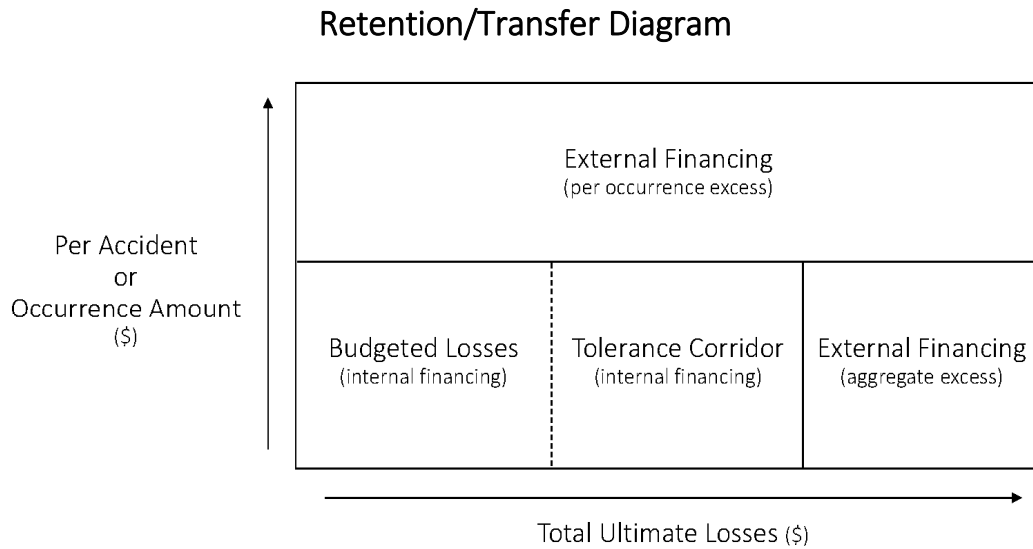 Retention/Transfer Diagram
External Financing
(per occurrence excess)
Per Accident
or
Occurrence Amount
($)
Budgeted Losses
(internal financing)
Tolerance Corridor
(internal financing)
External Financing
(aggregate excess)
Total Ultimate Losses ($)